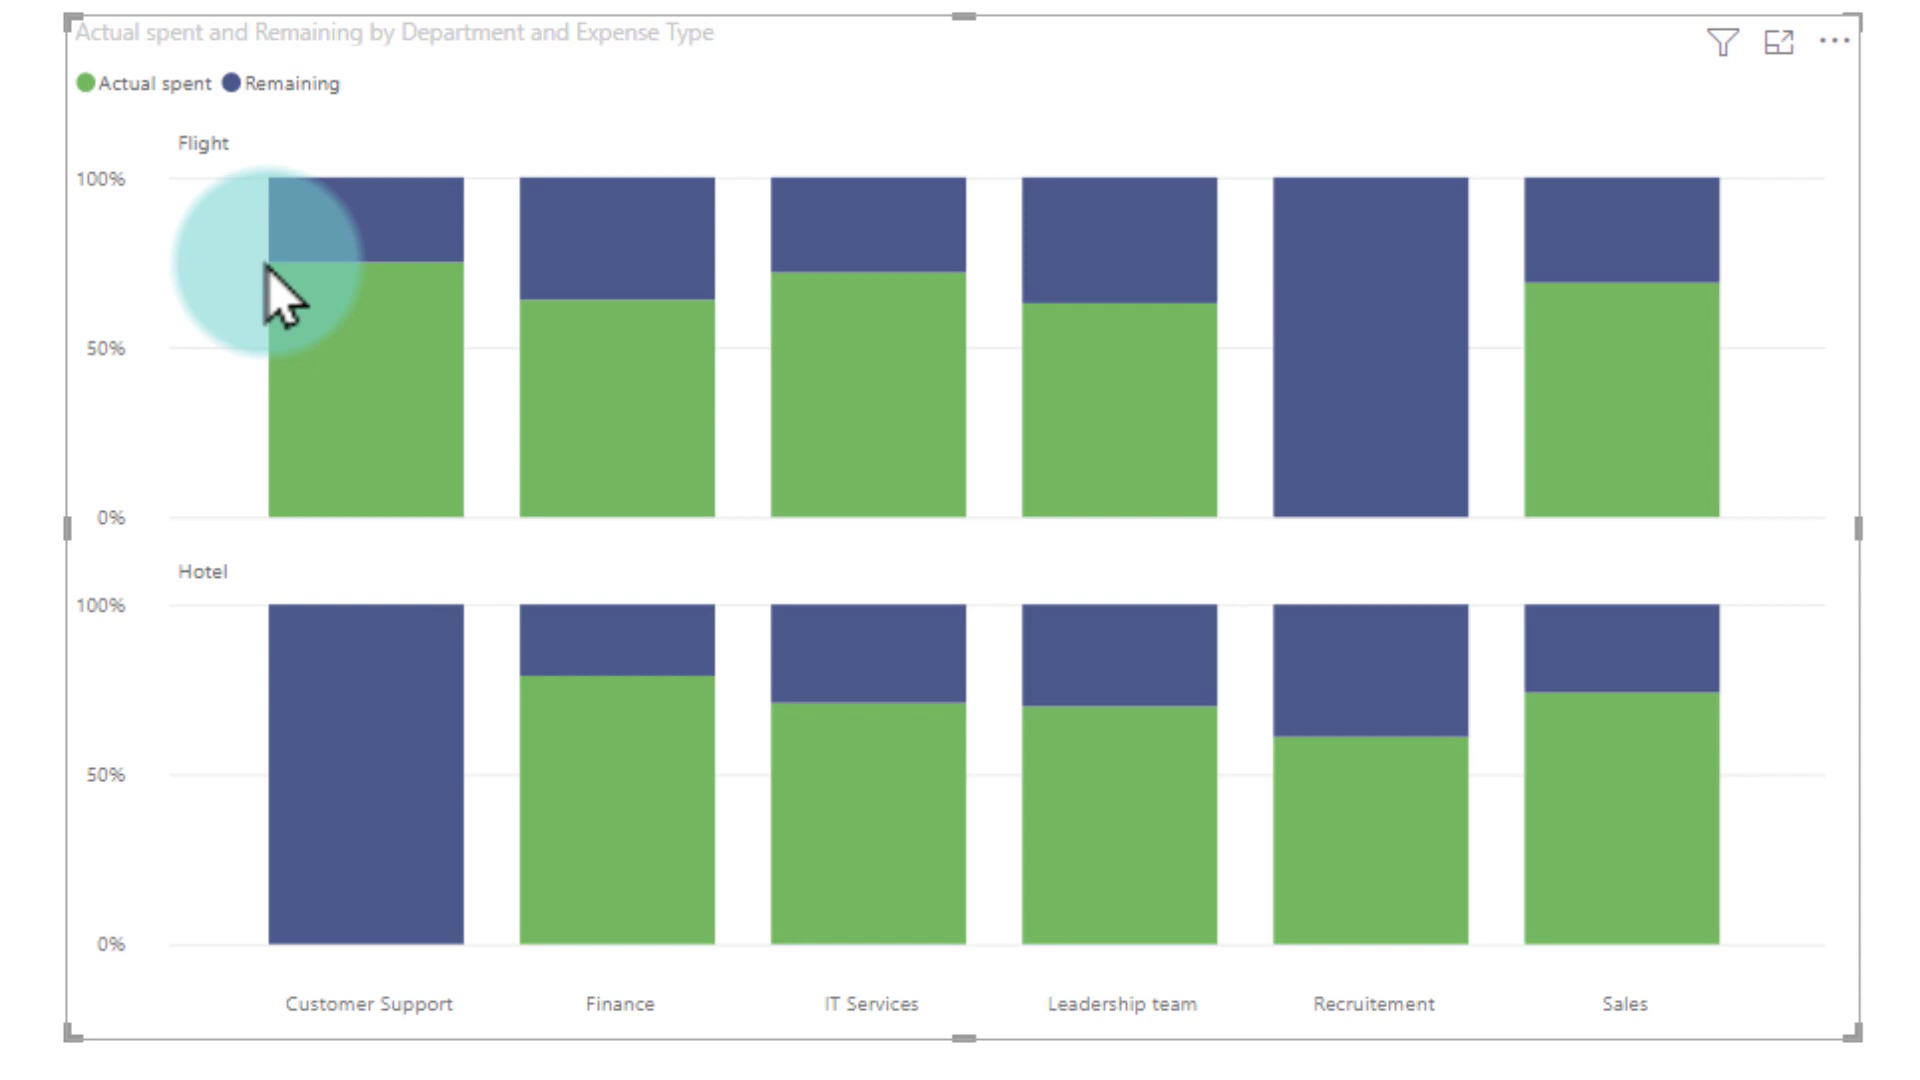 Actual spent and Remaining by Department and Expense Type
Actual spent Remaining
Flight
100%
50%
0%
Hotel
100%
50%
0%
Customer Support Finance IT Services Leadership team Recruitement Sales